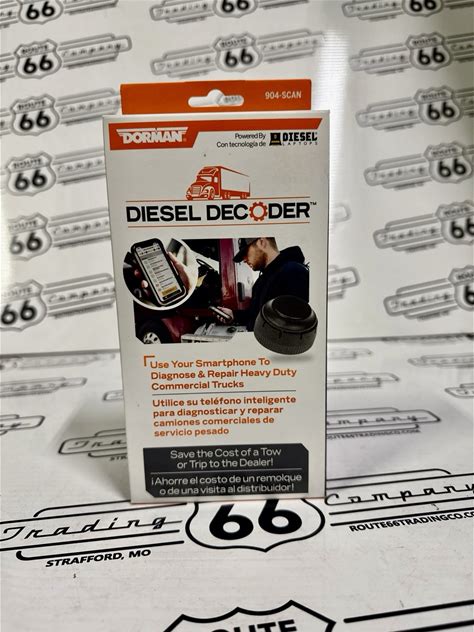 904-SCAN
DORMAN
Powered By
Con tecnología de
DIESEL
LAPTOPS
DIESEL DECODER™
Use Your Smartphone To
Diagnose & Repair Heavy Duty
Commercial Trucks
Utilice su teléfono inteligente
para diagnosticar y reparar
camiones comerciales de
servicio pesado
Save the Cost of a Tow
or Trip to the Dealer!
¡Ahorre el costo de un remolque
o de una visita al distribuidor!
ROUTE
66
Trading Company
STRAFFORD, MO
ROUTE66TRADINGCO.COM